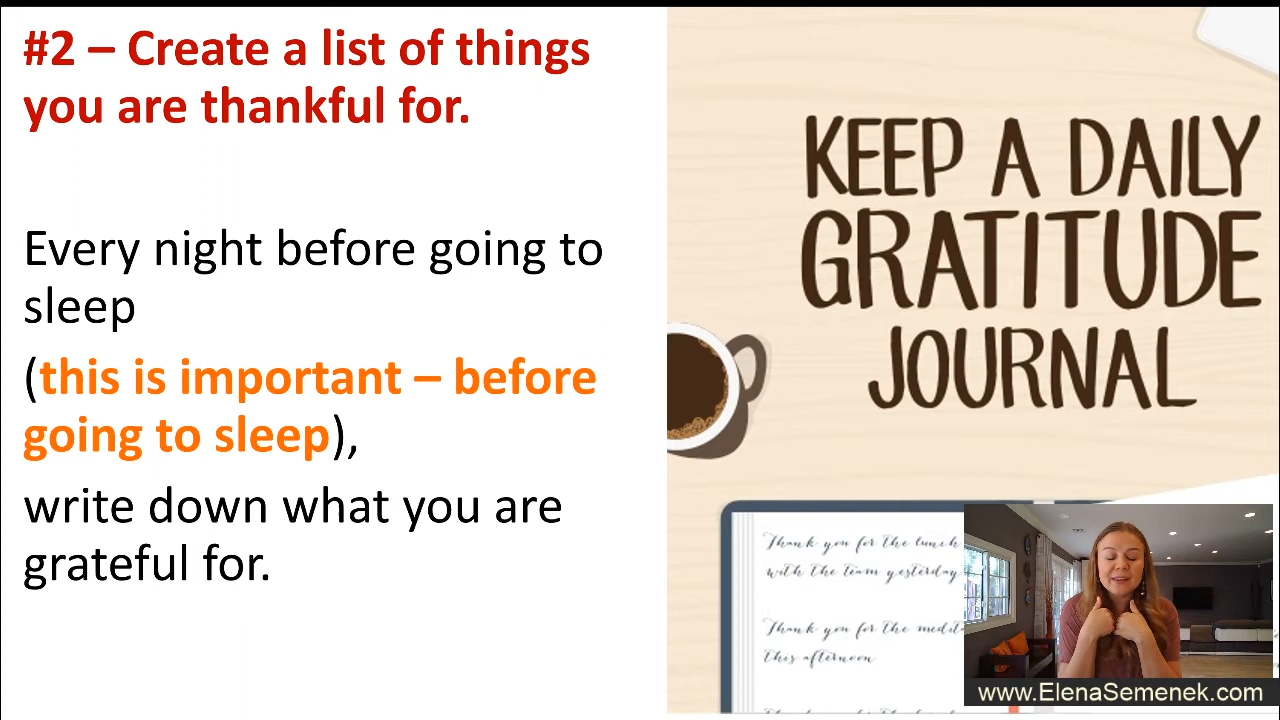 #2 – Create a list of things
you are thankful for.
Every night before going to
sleep
(this is important – before
going to sleep),
write down what you are
grateful for.
KEEP A DAILY
GRATITUDE
JOURNAL
Thank you for the lunch
with the team yesterday
Thank you for the
this afternoon
www.ElenaSemenek.com